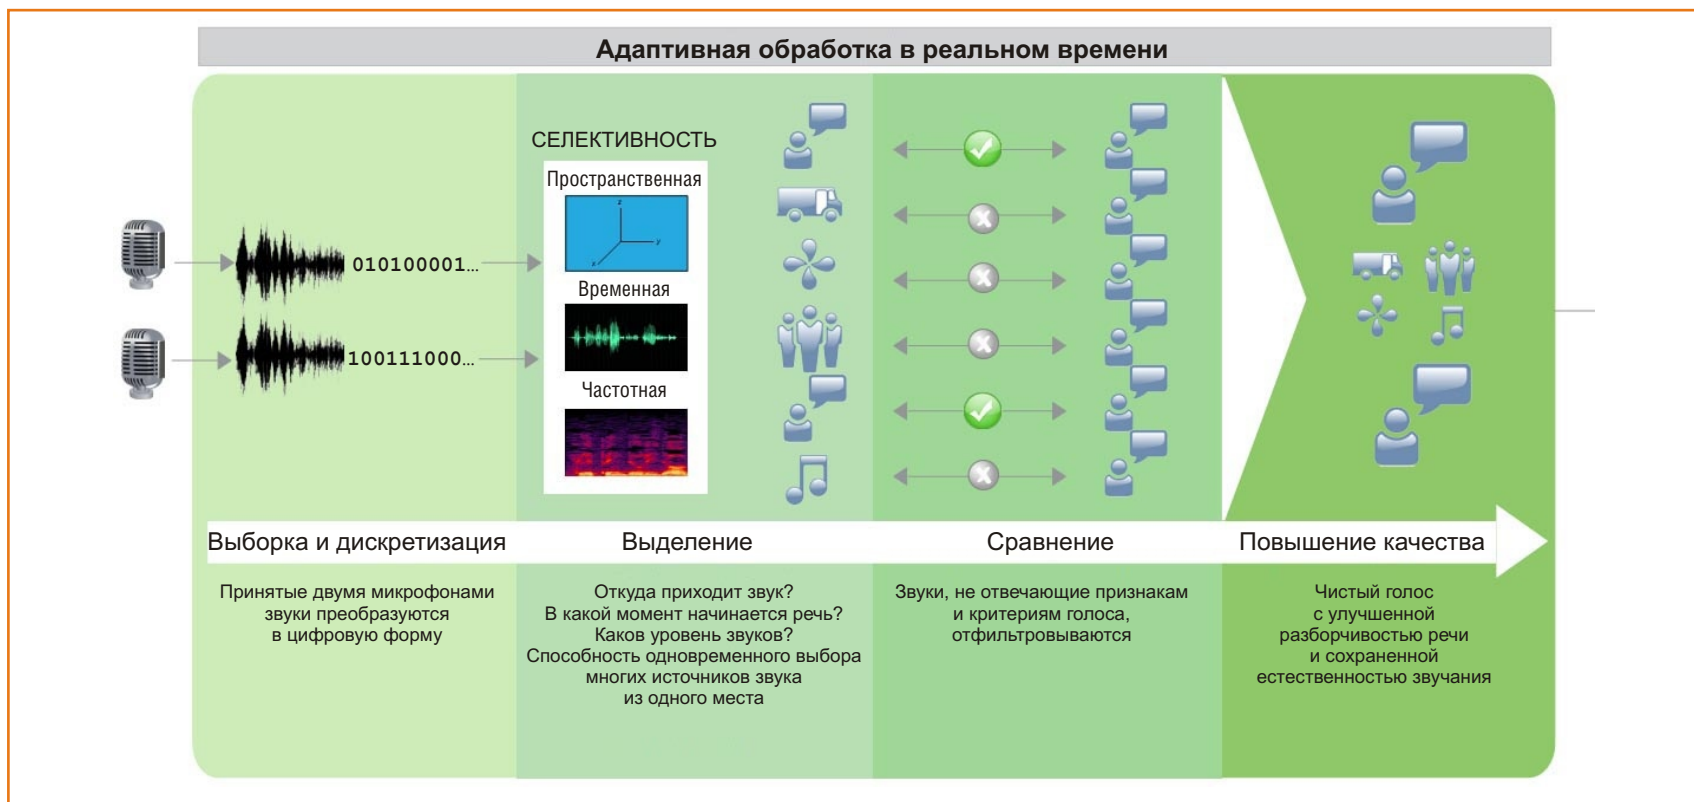 Адаптивная обработка в реальном времени
СЕЛЕКТИВНОСТЬ
Пространственная
z
y
x
010100001...
Временная
100111000...
Частотная
Выборка и дискретизация
Выделение
Сравнение
Повышение качества
Принятые двумя микрофонами
звуки преобразуются
в цифровую форму
Откуда приходит звук?
В какой момент начинается речь?
Каков уровень звуков?
Способность одновременного выбора
многих источников звука
из одного места
Звуки, не отвечающие признакам
и критериям голоса,
отфильтровываются
Чистый голос
с улучшенной
разборчивостью речи
и сохраненной
естественностью звучания